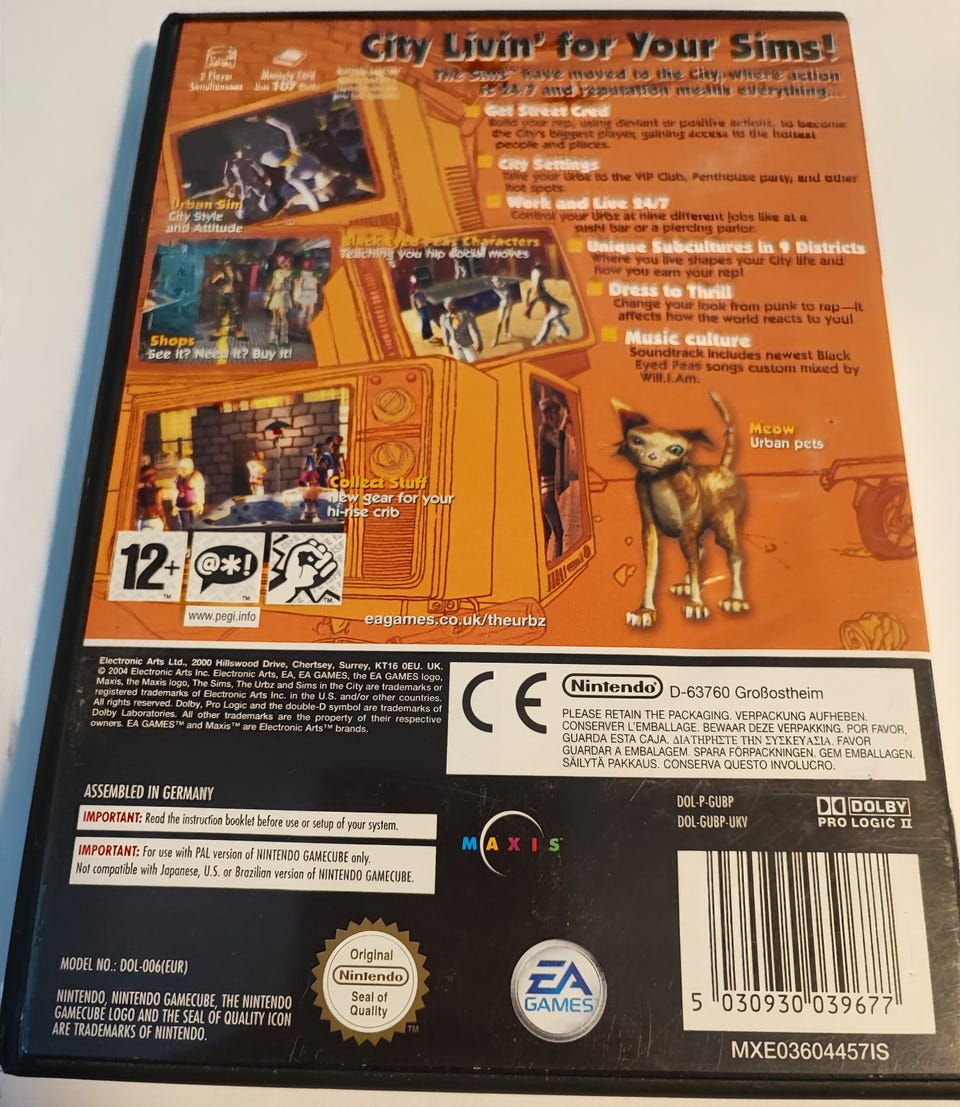 City Livin' for Your Sims!
The Sims™ have moved to the City, where action
is 24/7 and reputation means everything...
2 Player
Simultaneous
Memory Card
Uses 107 Blocks
Get Street Cred
Build your rep, using deviant or positive actions, to become
the City's biggest player, gaining access to the hottest
people and places.
City Settings
Take your Urbz to the VIP Club, Penthouse party, and other
hot spots.
Work and Live 24/7
Control your Urbz at nine different jobs like at a
sushi bar or a piercing parlor.
Unique Subcultures in 9 Districts
Where you live shapes your City life and
how you earn your rep!
Dress to Thrill
Change your look from punk to rap—it
affects how the world reacts to you!
Music culture
Soundtrack includes newest Black
Eyed Peas songs custom mixed by
Will.I.Am.
Urban Sim
City Style
and Attitude
Black Eyed Peas Characters
Teaching you hip social moves
Shops
See it? Need it? Buy it!
Collect Stuff
New gear for your
hi-rise crib
Meow
Urban pets
12+
@*!
™
™
www.pegi.info
eagames.co.uk/theurbz
Electronic Arts Ltd., 2000 Hillswood Drive, Chertsey, Surrey, KT16 0EU. UK.
© 2004 Electronic Arts Inc. Electronic Arts, EA, EA GAMES, the EA GAMES logo,
Maxis, the Maxis logo, The Sims, The Urbz and Sims in the City are trademarks or
registered trademarks of Electronic Arts Inc. in the U.S. and/or other countries.
All rights reserved. Dolby, Pro Logic and the double-D symbol are trademarks of
Dolby Laboratories. All other trademarks are the property of their respective
owners. EA GAMES™ and Maxis™ are Electronic Arts™ brands.
CE
Nintendo® D-63760 Großostheim
PLEASE RETAIN THE PACKAGING. VERPACKUNG AUFHEBEN.
CONSERVER L'EMBALLAGE. BEWAAR DEZE VERPAKKING. POR FAVOR,
GUARDA ESTA CAJA. ΔΙΑΤΗΡΗΣΤΕ ΤΗΝ ΣΥΣΚΕΥΑΣΙΑ. FAVOR
GUARDAR A EMBALAGEM. SPARA FÖRPACKNINGEN. GEM EMBALLAGEN.
SÄILYTÄ PAKKAUS. CONSERVA QUESTO INVOLUCRO.
ASSEMBLED IN GERMANY
IMPORTANT: Read the instruction booklet before use or setup of your system.
IMPORTANT: For use with PAL version of NINTENDO GAMECUBE only.
Not compatible with Japanese, U.S. or Brazilian version of NINTENDO GAMECUBE.
MAXIS™
DOL-P-GUBP
DOL-GUBP-UKV
DOLBY
PRO LOGIC II
MODEL NO.: DOL-006(EUR)
NINTENDO, NINTENDO GAMECUBE, THE NINTENDO
GAMECUBE LOGO AND THE SEAL OF QUALITY ICON
ARE TRADEMARKS OF NINTENDO.
Original
Nintendo
Seal of
Quality
™
EA
GAMES™
5 030930 039677
MXE03604457IS